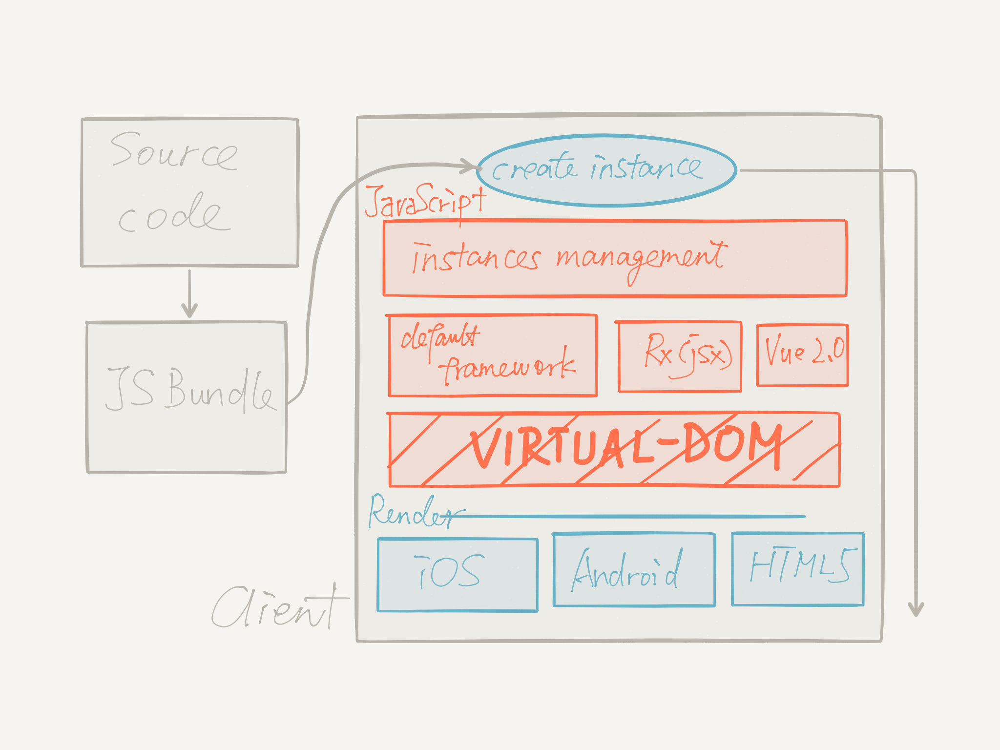 Source
code
JS Bundle
Client
create instance
JavaScript
instances management
default
framework
Rx (jsx)
Vue 2.0
VIRTUAL-DOM
Render
iOS
Android
HTML5